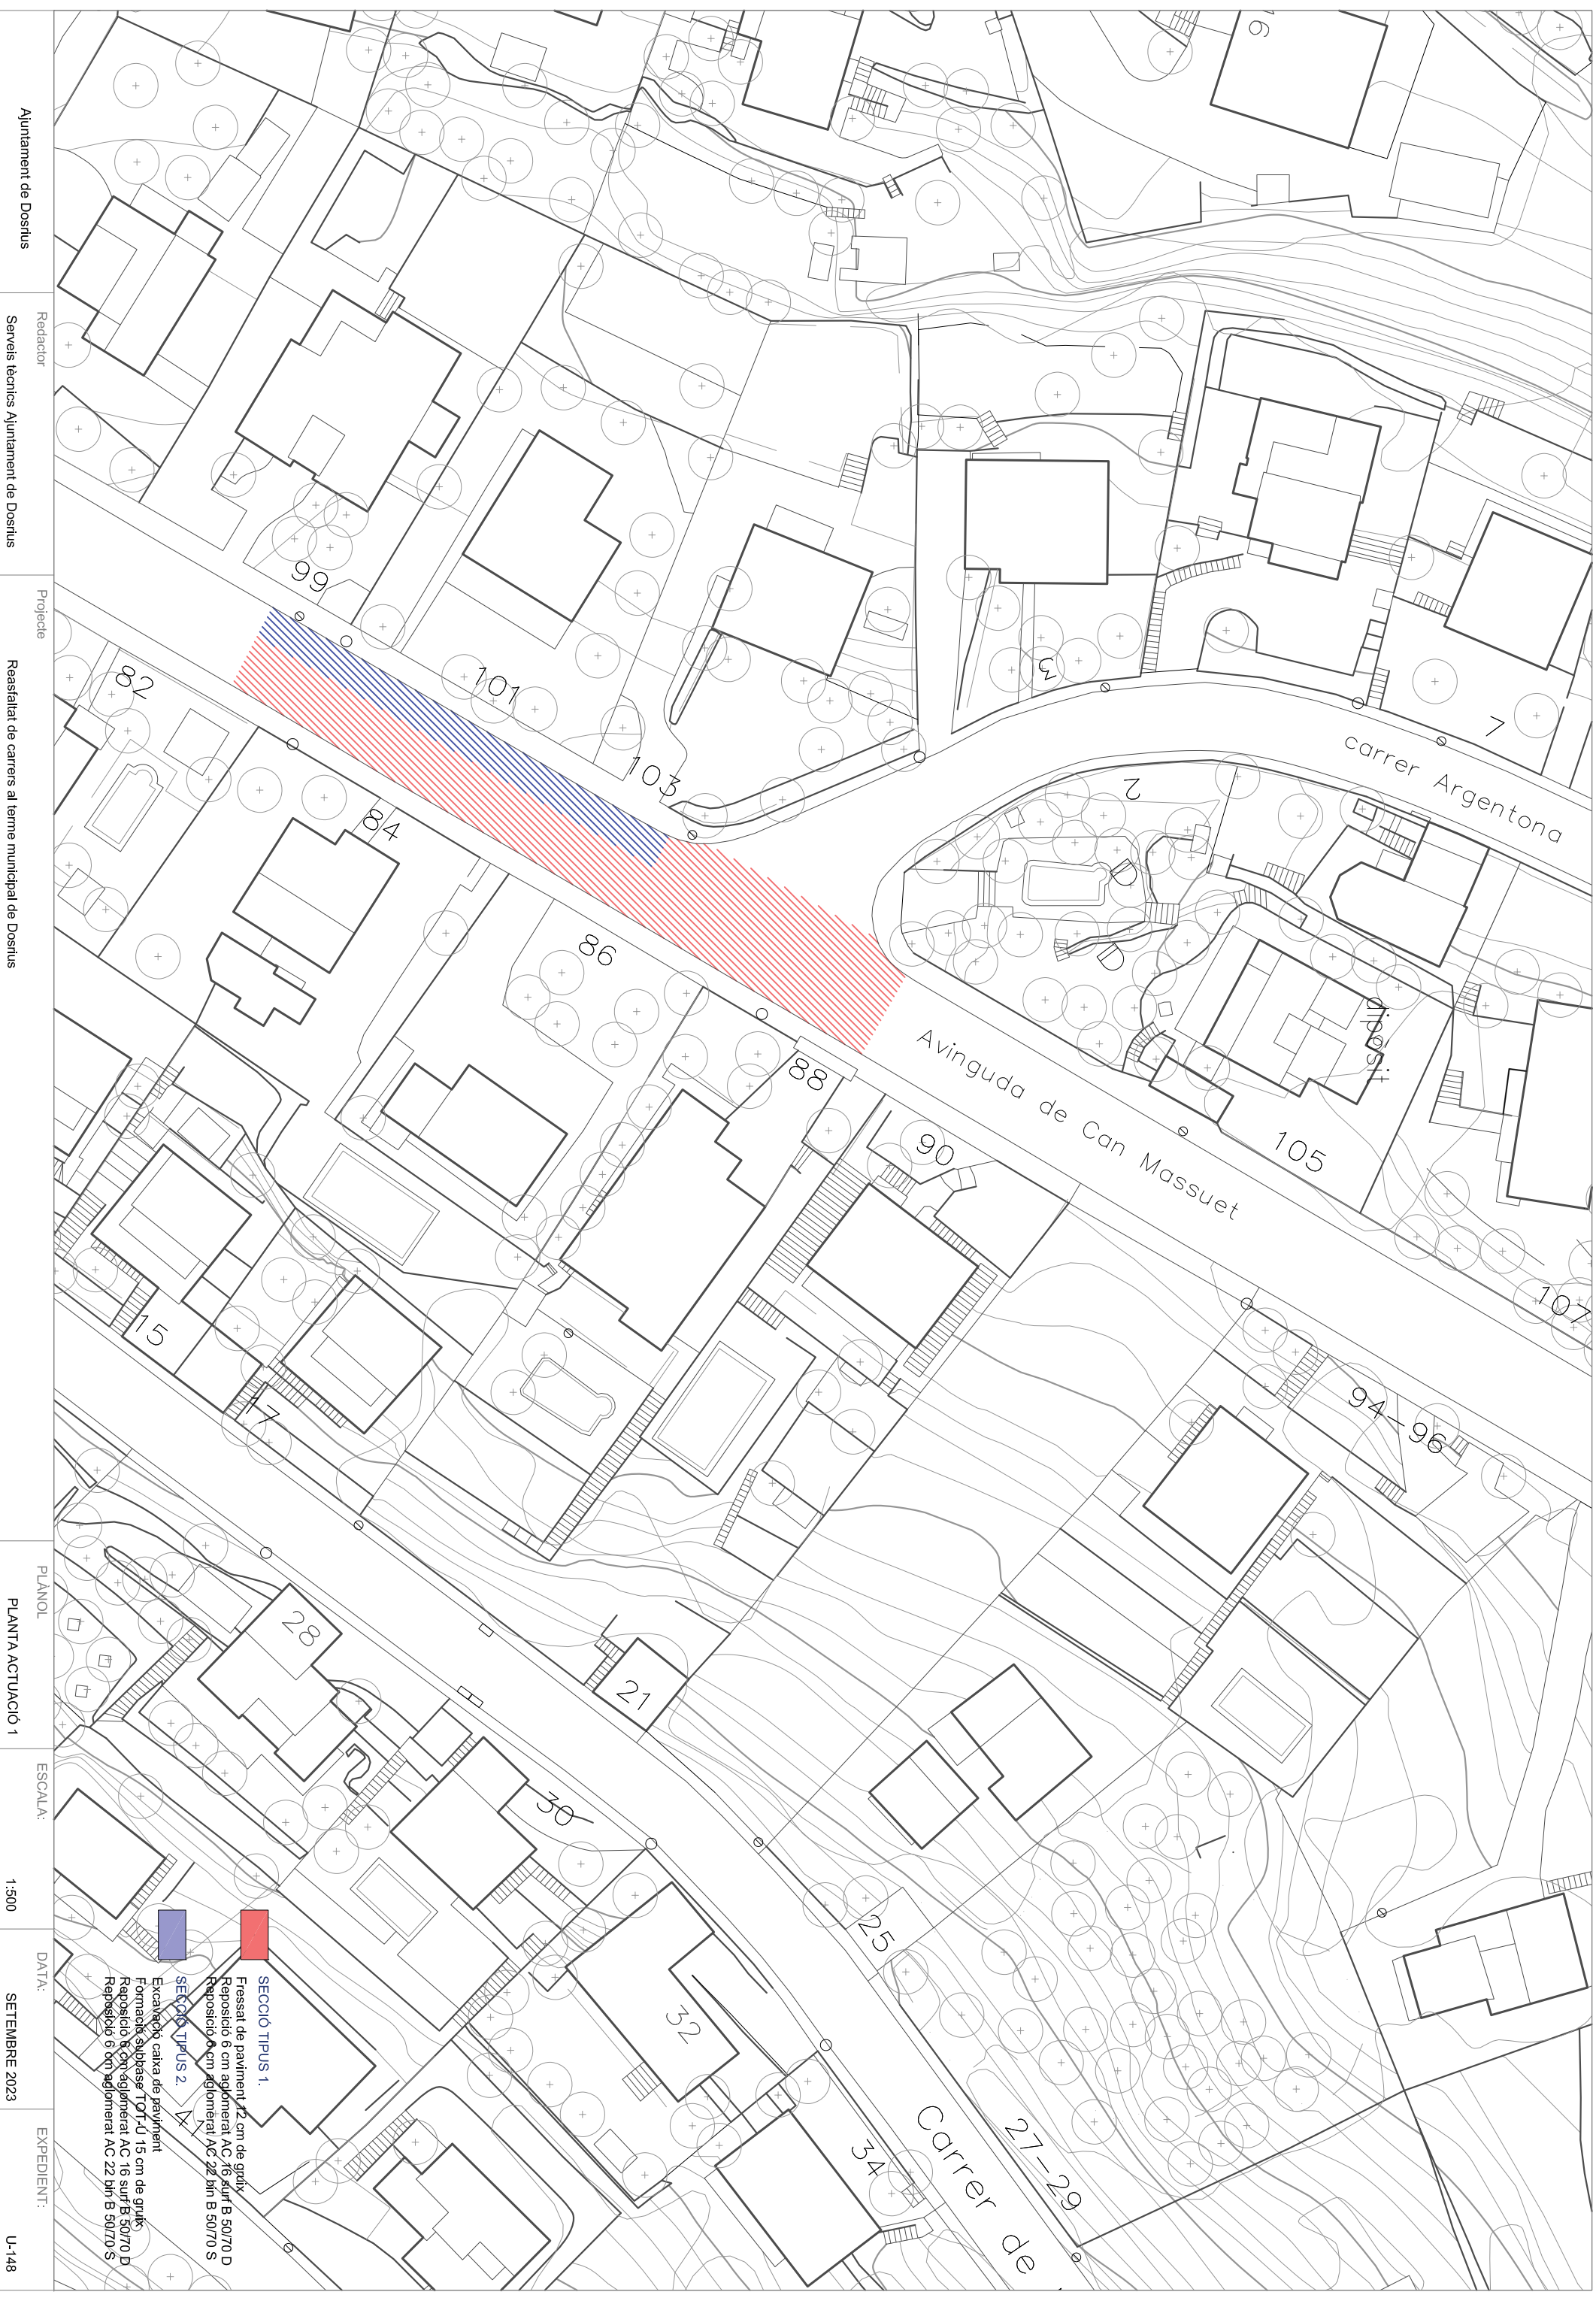 Ajuntament de Dosrius
Redactor
Serveis tècnics Ajuntament de Dosrius
Projecte
Reasfaltat de carrers al terme municipal de Dosrius
PLÀNOL
PLANTA ACTUACIÓ 1
ESCALA:
1:500
DATA:
SETEMBRE 2023
EXPEDIENT:
U-148
SECCIÓ TIPUS 1.
Fressat de paviment 12 cm de gruix
Reposició 6 cm aglomerat AC 16 surf B 50/70 D
Reposició 6 cm aglomerat AC 22 bin B 50/70 S
SECCIÓ TIPUS 2.
Excavació caixa de paviment
Formació subbase TOT-U 15 cm de gruix
Reposició 6 cm aglomerat AC 16 surf B 50/70 D
Reposició 6 cm aglomerat AC 22 bin B 50/70 S
99
101
103
82
84
86
88
90
94-96
105
107
2
3
7
carrer Argentona
Avinguda de Can Massuet
dipòsit
D
D
15
17
21
25
27-29
28
30
32
34
Carrer de